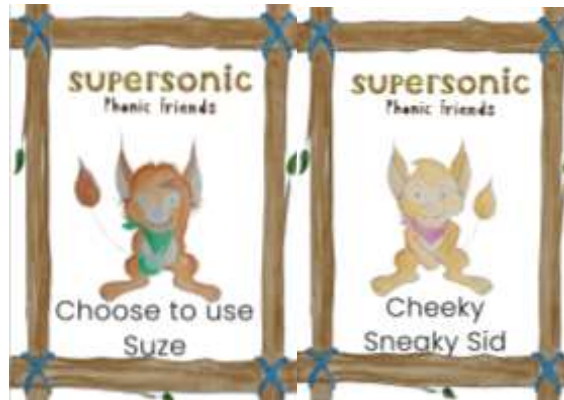 supersonic
Phonic friends
Choose to use
Suze
supersonic
Phonic friends
Cheeky
Sneaky Sid